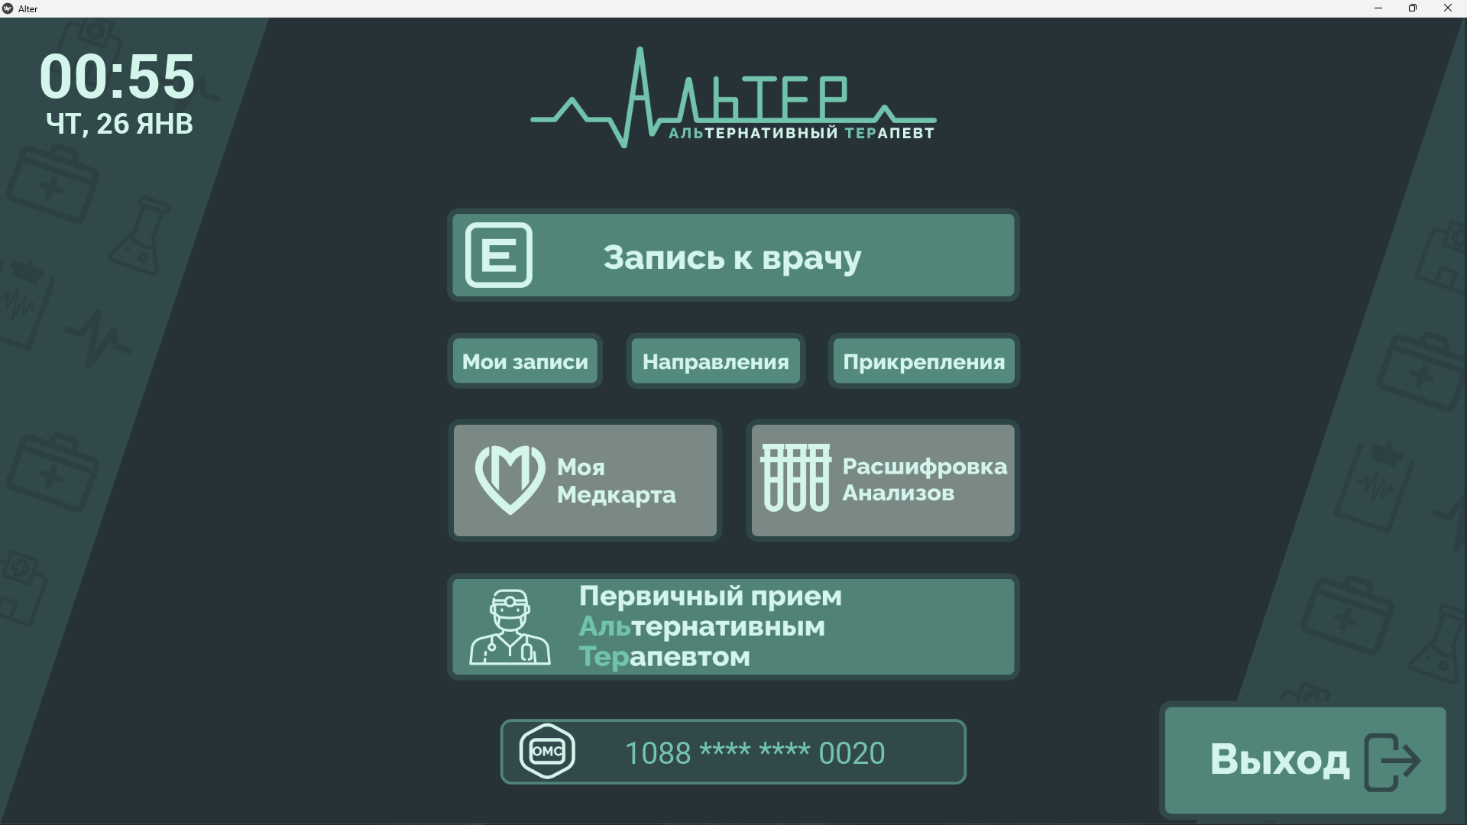 Alter
00:55
ЧТ, 26 ЯНВ
АЛЬТЕР
АЛЬТЕРНАТИВНЫЙ ТЕРАПЕВТ
Е
Запись к врачу
Мои записи
Направления
Прикрепления
Моя
Медкарта
Расшифровка
Анализов
Первичный прием
Альтернативным
Терапевтом
ОМС
1088 **** **** 0020
Выход